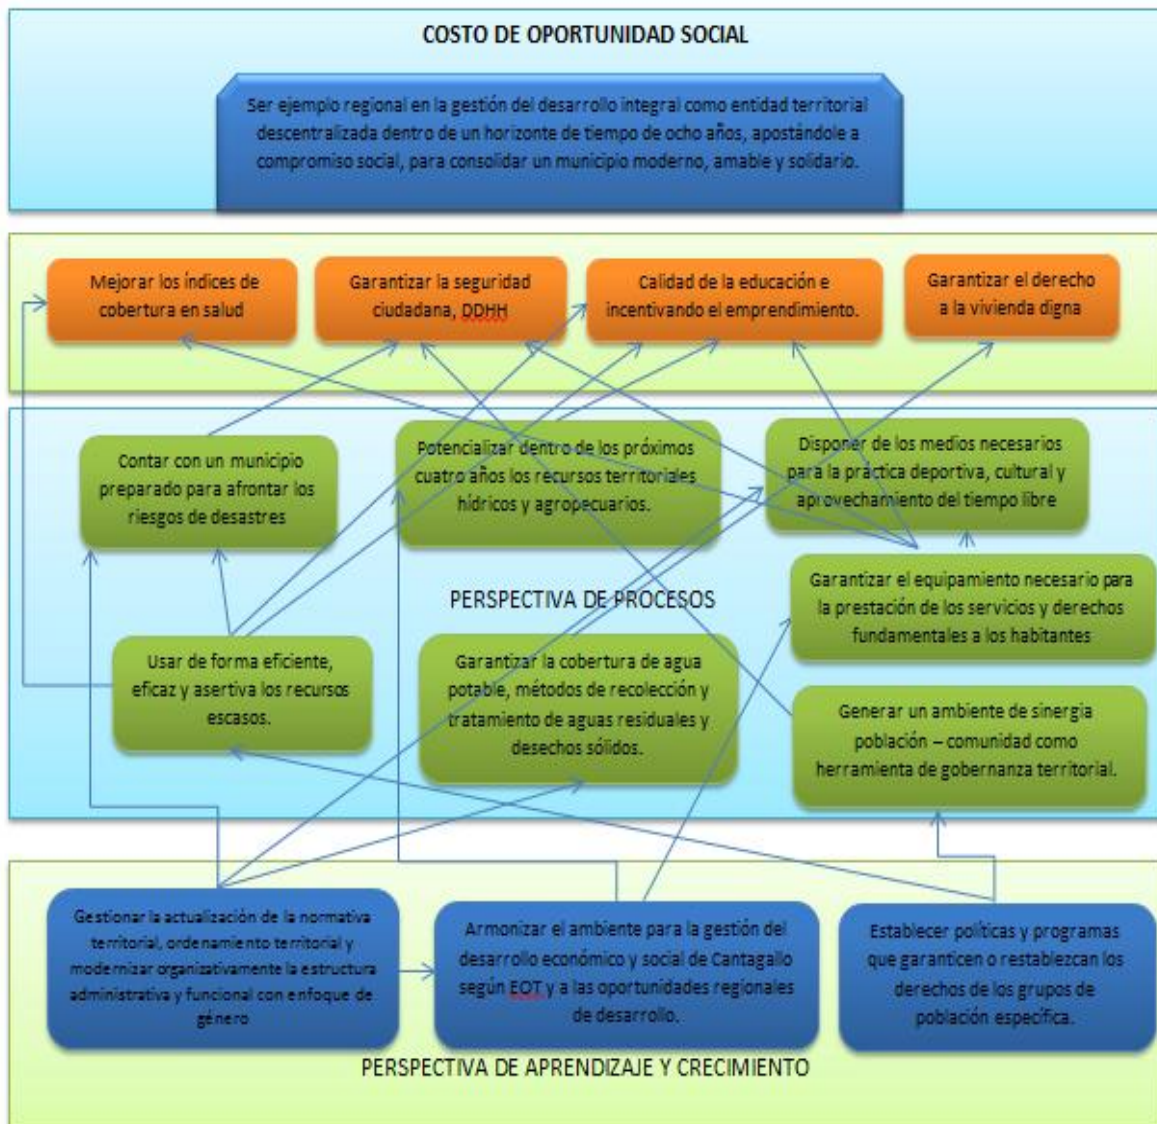 COSTO DE OPORTUNIDAD SOCIAL
Ser ejemplo regional en la gestión del desarrollo integral como entidad territorial
descentralizada dentro de un horizonte de tiempo de ocho años, apostándole a
compromiso social, para consolidar un municipio moderno, amable y solidario.
Mejorar los índices de
cobertura en salud
Garantizar la seguridad
ciudadana, DDHH
Calidad de la educación e
incentivando el emprendimiento.
Garantizar el derecho
a la vivienda digna
Contar con un municipio
preparado para afrontar los
riesgos de desastres
Potencializar dentro de los próximos
cuatro años los recursos territoriales
hídricos y agropecuarios.
Disponer de los medios necesarios
para la práctica deportiva, cultural y
aprovechamiento del tiempo libre
PERSPECTIVA DE PROCESOS
Garantizar el equipamiento necesario para
la prestación de los servicios y derechos
fundamentales a los habitantes
Usar de forma eficiente,
eficaz y asertiva los recursos
escasos.
Garantizar la cobertura de agua
potable, métodos de recolección y
tratamiento de aguas residuales y
desechos sólidos.
Generar un ambiente de sinergia
población – comunidad como
herramienta de gobernanza territorial.
Gestionar la actualización de la normativa
territorial, ordenamiento territorial y
modernizar organizativamente la estructura
administrativa y funcional con enfoque de
género
Armonizar el ambiente para la gestión del
desarrollo económico y social de Cantagallo
según EOT y a las oportunidades regionales
de desarrollo.
Establecer políticas y programas
que garanticen o restablezcan los
derechos de los grupos de
población específica.
PERSPECTIVA DE APRENDIZAJE Y CRECIMIENTO